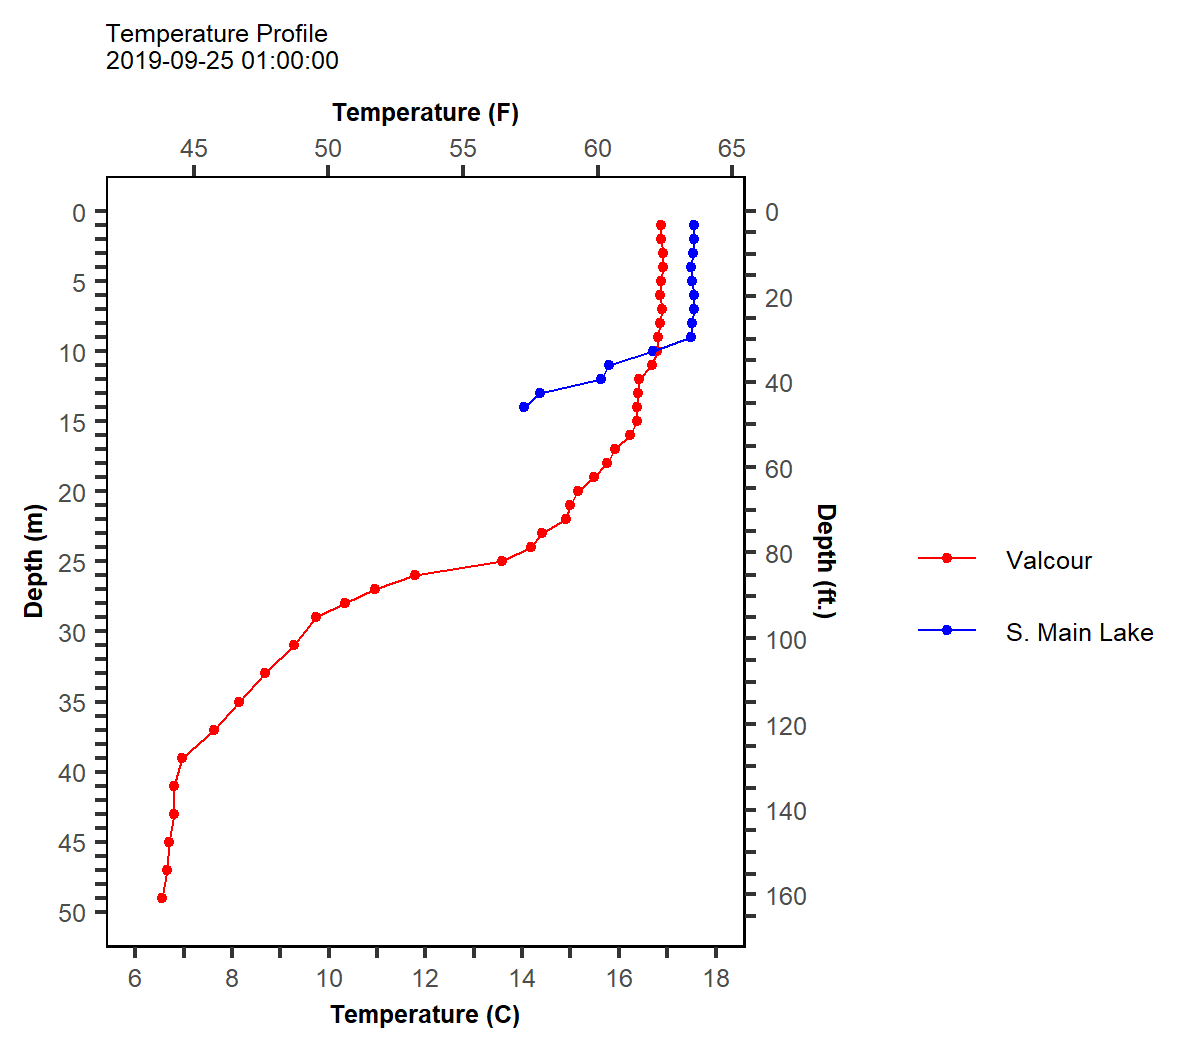 Temperature Profile
2019-09-25 01:00:00
Temperature (F)
45 50 55 60 65
0 0
5
20
10
40
15
60
20
80
25
100
30
35
120
40
140
45
160
50
Depth (m)
Depth (ft.)
Valcour
S. Main Lake
6 8 10 12 14 16 18
Temperature (C)